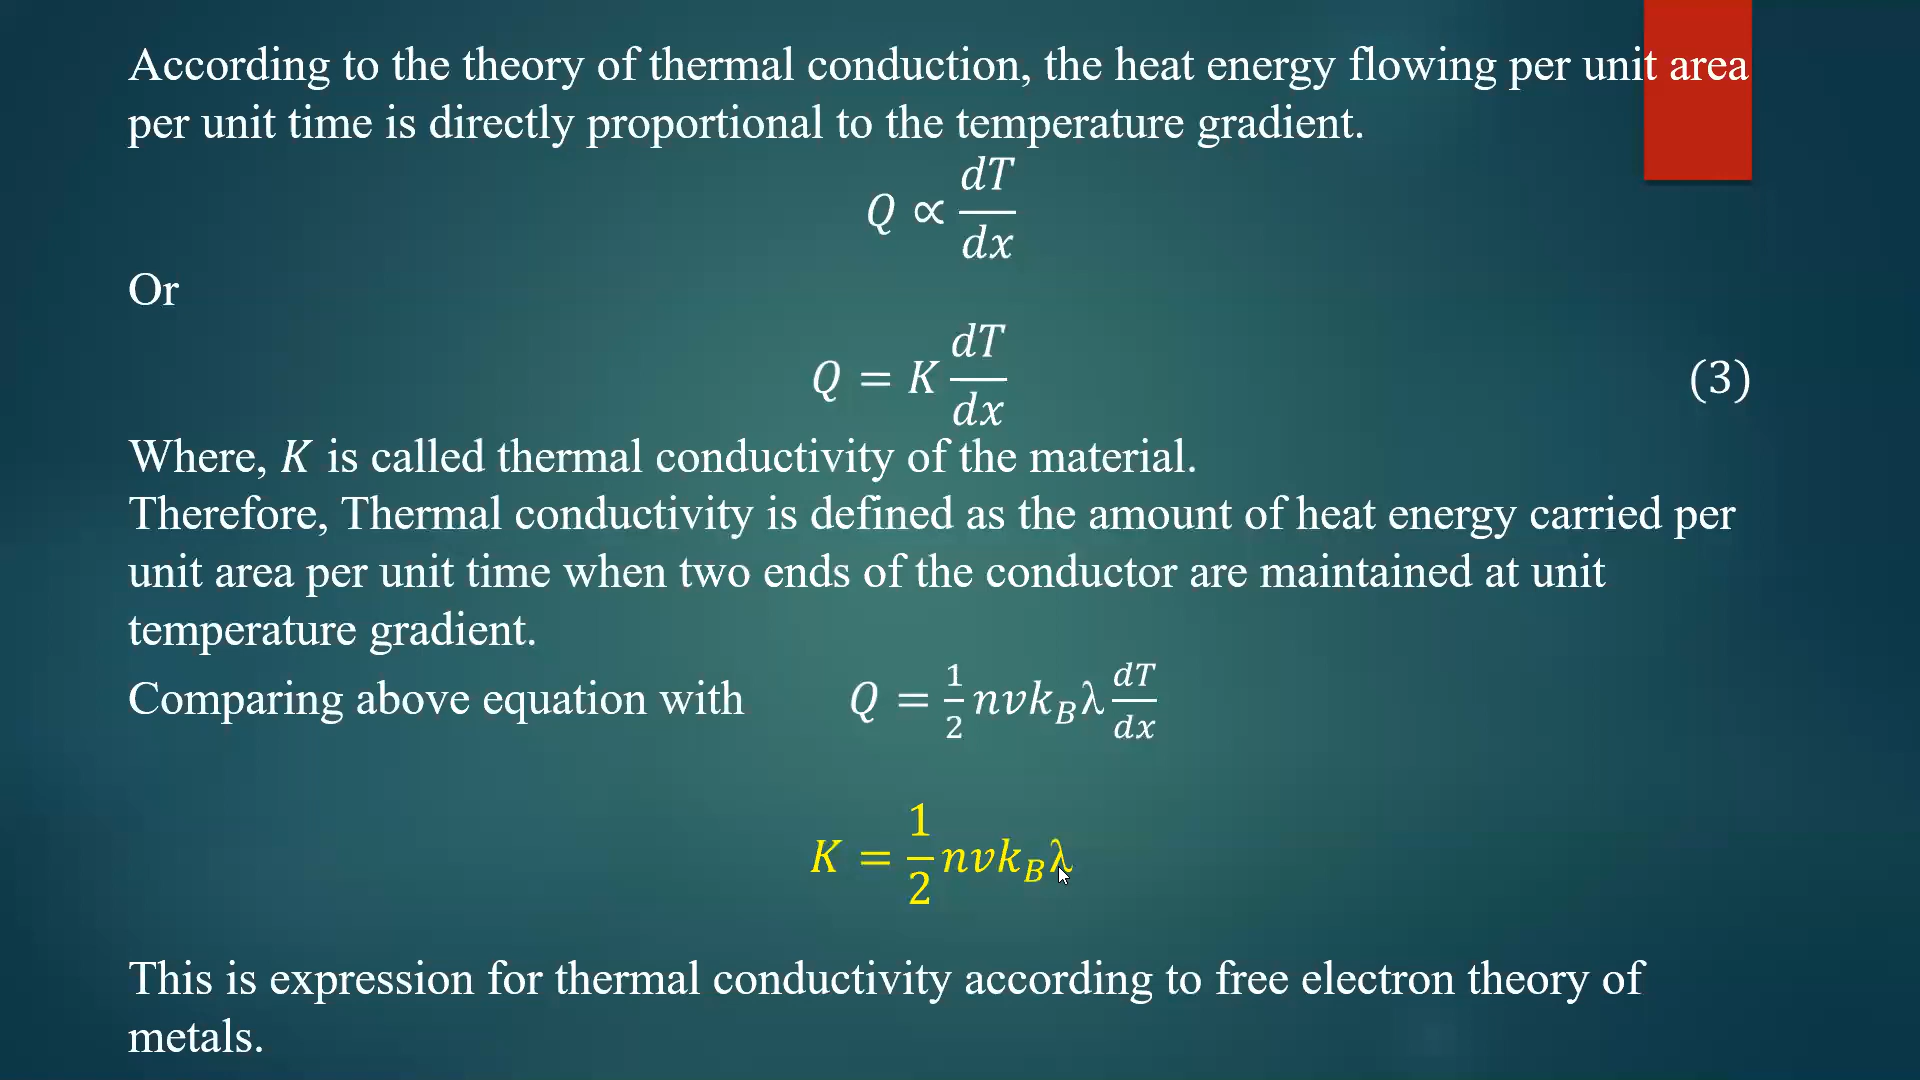 According to the theory of thermal conduction, the heat energy flowing per unit area
per unit time is directly proportional to the temperature gradient.
Q ∝ dT/dx
Or
Q = K dT/dx (3)
Where, K is called thermal conductivity of the material.
Therefore, Thermal conductivity is defined as the amount of heat energy carried per
unit area per unit time when two ends of the conductor are maintained at unit
temperature gradient.
Comparing above equation with Q = 1/2 nvk_Bλ dT/dx
K = 1/2 nvk_Bλ
This is expression for thermal conductivity according to free electron theory of
metals.